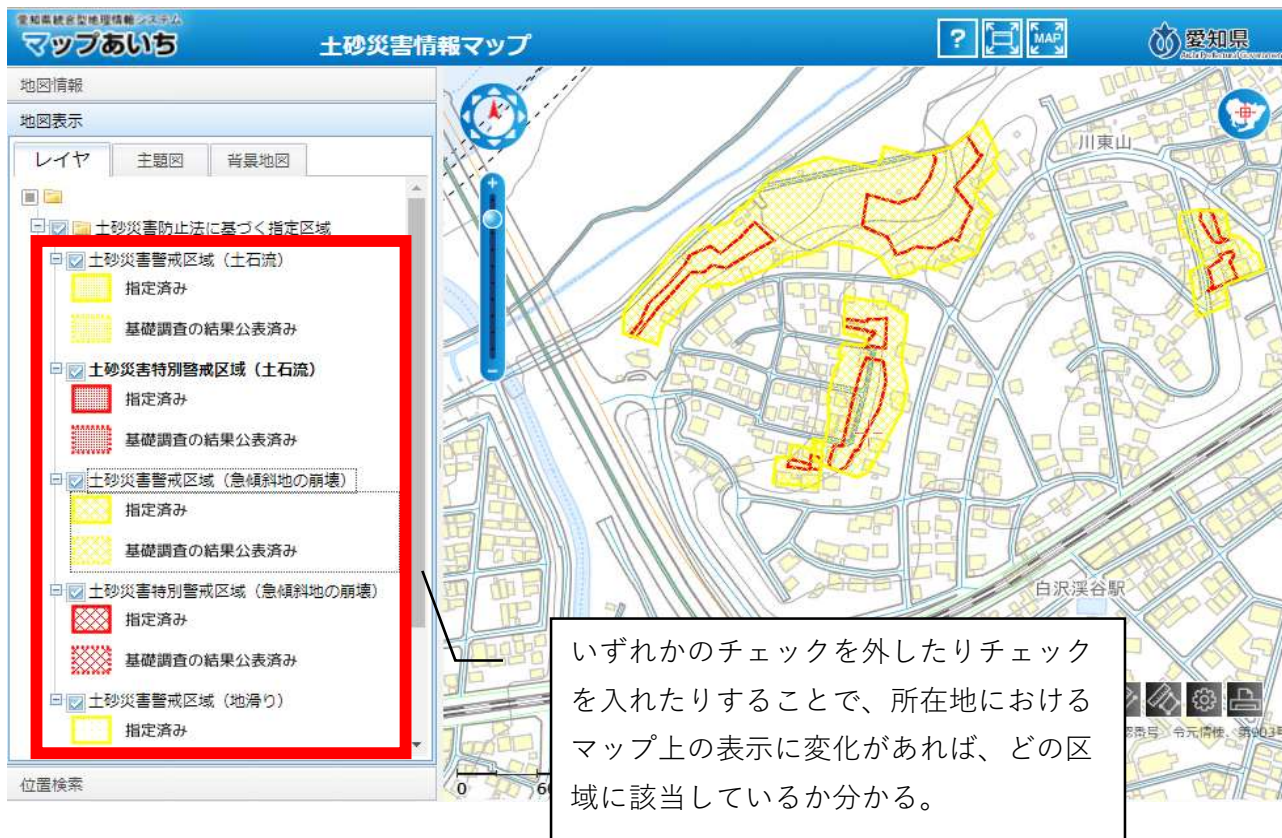 愛知県統合型地理情報システム
マップあいち
土砂災害情報マップ
?
MAP
愛知県
Aichi Prefectural Government
地図情報
地図表示
レイヤ
主題図
背景地図
土砂災害防止法に基づく指定区域
土砂災害警戒区域（土石流）
指定済み
基礎調査の結果公表済み
土砂災害特別警戒区域（土石流）
指定済み
基礎調査の結果公表済み
土砂災害警戒区域（急傾斜地の崩壊）
指定済み
基礎調査の結果公表済み
土砂災害特別警戒区域（急傾斜地の崩壊）
指定済み
基礎調査の結果公表済み
土砂災害警戒区域（地滑り）
指定済み
位置検索
川東山
白沢渓谷駅
0
いずれかのチェックを外したりチェック
を入れたりすることで、所在地における
マップ上の表示に変化があれば、どの区
域に該当しているか分かる。